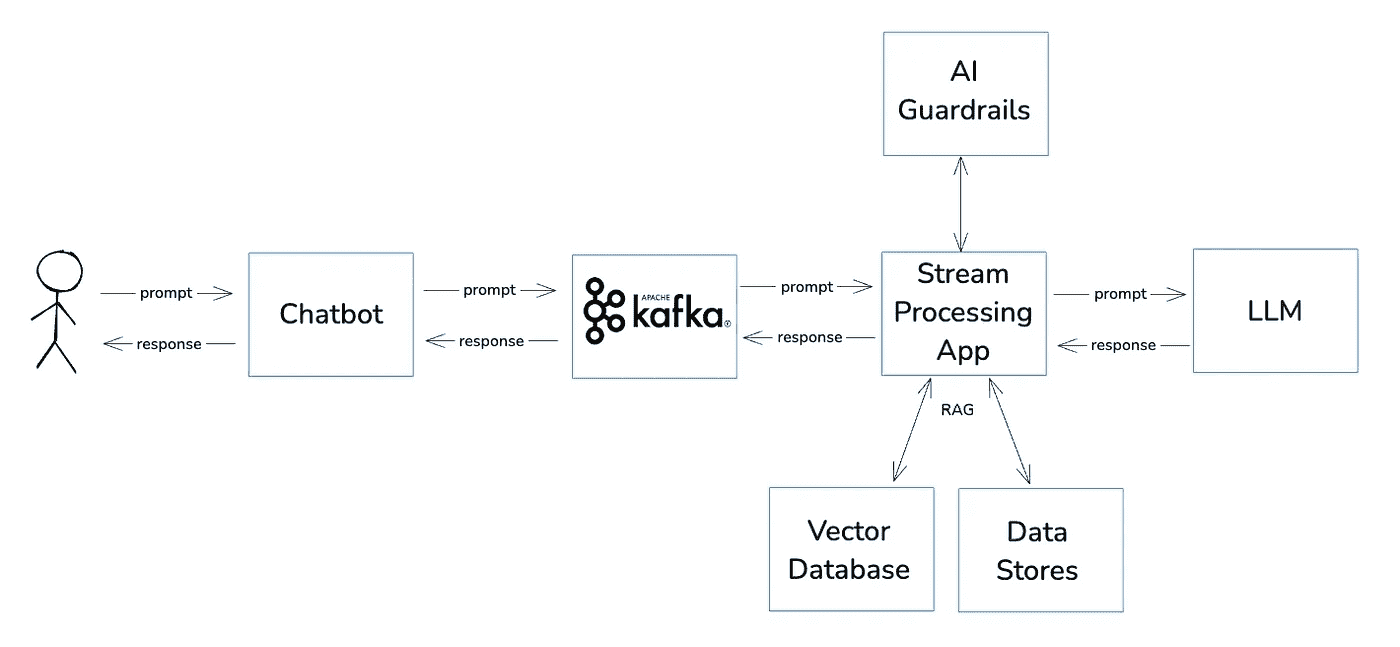 AI
Guardrails
prompt
response
Chatbot
prompt
response
APACHE
kafka®
prompt
response
Stream
Processing
App
prompt
response
LLM
RAG
Vector
Database
Data
Stores